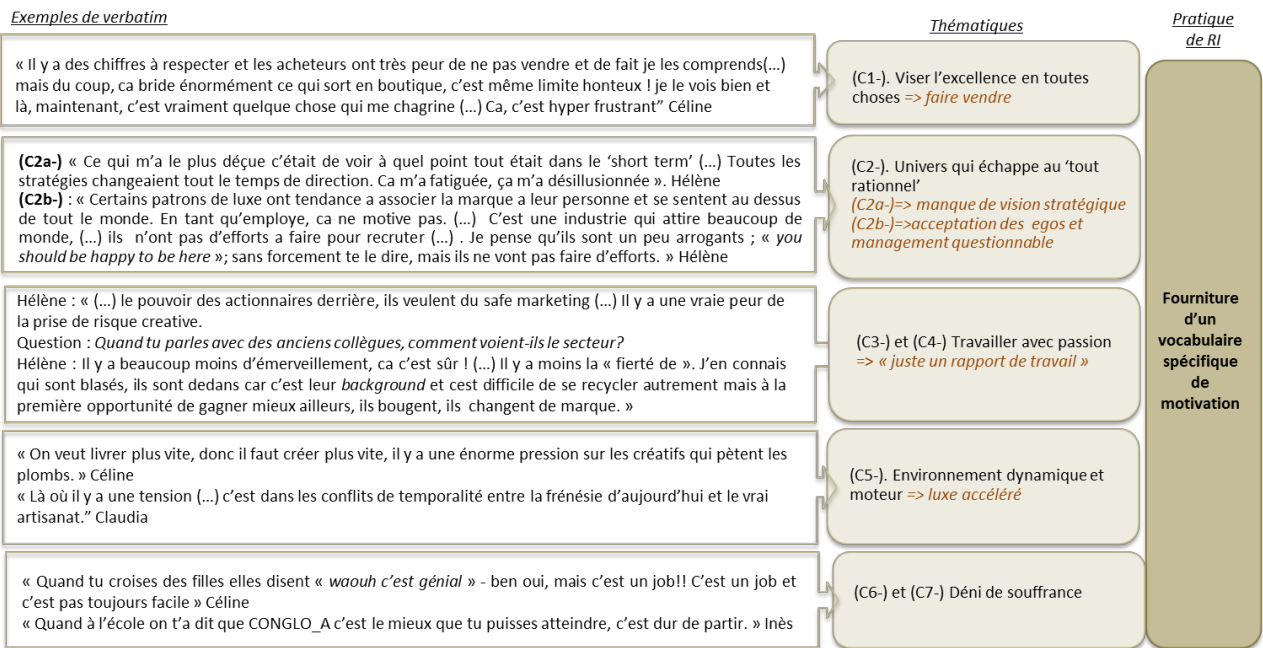 Exemples de verbatim
Thématiques
Pratique
de RI
« Il y a des chiffres à respecter et les acheteurs ont très peur de ne pas vendre et de fait je les comprends(…)
mais du coup, ca bride énormément ce qui sort en boutique, c’est même limite honteux ! je le vois bien et
là, maintenant, c’est vraiment quelque chose qui me chagrine (…) Ca, c’est hyper frustrant” Céline
(C1-). Viser l’excellence en toutes
choses => faire vendre
(C2a-) « Ce qui m’a le plus déçue c’était de voir à quel point tout était dans le ‘short term’ (…) Toutes les
stratégies changeaient tout le temps de direction. Ca m’a fatiguée, ça m’a désillusionnée ». Hélène
(C2b-) : « Certains patrons de luxe ont tendance a associer la marque a leur personne et se sentent au dessus
de tout le monde. En tant qu’employe, ca ne motive pas. (…) C’est une industrie qui attire beaucoup de
monde, (…) ils n’ont pas d’efforts a faire pour recruter (…) . Je pense qu’ils sont un peu arrogants ; « you
should be happy to be here »; sans forcement te le dire, mais ils ne vont pas faire d’efforts. » Hélène
(C2-). Univers qui échappe au ‘tout
rationnel’
(C2a-)=> manque de vision stratégique
(C2b-)=>acceptation des egos et
management questionnable
Hélène : « (…) le pouvoir des actionnaires derrière, ils veulent du safe marketing (…) Il y a une vraie peur de
la prise de risque creative.
Question : Quand tu parles avec des anciens collègues, comment voient-ils le secteur?
Hélène : Il y a beaucoup moins d’émerveillement, ca c’est sûr ! (…) Il y a moins la « fierté de ». J’en connais
qui sont blasés, ils sont dedans car c’est leur background et cest difficile de se recycler autrement mais à la
première opportunité de gagner mieux ailleurs, ils bougent, ils changent de marque. »
(C3-) et (C4-) Travailler avec passion
=> « juste un rapport de travail »
Fourniture
d’un
vocabulaire
spécifique
de
motivation
« On veut livrer plus vite, donc il faut créer plus vite, il y a une énorme pression sur les créatifs qui pètent les
plombs. » Céline
« Là où il y a une tension (…) c’est dans les conflits de temporalité entre la frénésie d’aujourd’hui et le vrai
artisanat.” Claudia
(C5-). Environnement dynamique et
moteur => luxe accéléré
« Quand tu croises des filles elles disent « waouh c’est génial » - ben oui, mais c’est un job!! C’est un job et
c’est pas toujours facile » Céline
« Quand à l’école on t’a dit que CONGLO_A c’est le mieux que tu puisses atteindre, c’est dur de partir. » Inès
(C6-) et (C7-) Déni de souffrance